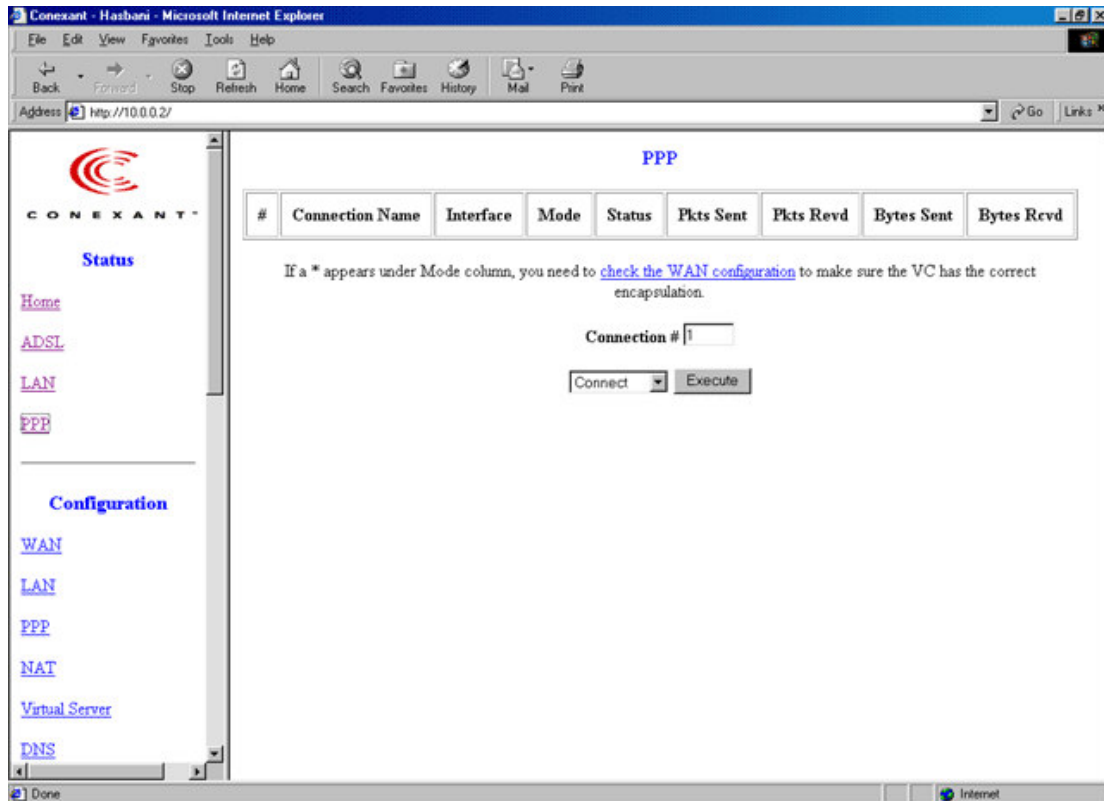 Conexant - Hasbani - Microsoft Internet Explorer
File Edit View Favorites Tools Help
Back Forward Stop Refresh Home Search Favorites History Mail Print
Address http://10.0.0.2/ Go Links »
CONEXANT™
Status
Home
ADSL
LAN
PPP
Configuration
WAN
LAN
PPP
NAT
Virtual Server
DNS
PPP
# Connection Name Interface Mode Status Pkts Sent Pkts Rcvd Bytes Sent Bytes Rcvd
If a * appears under Mode column, you need to check the WAN configuration to make sure the VC has the correct
encapsulation.
Connection # 1
Connect Execute
Done Internet